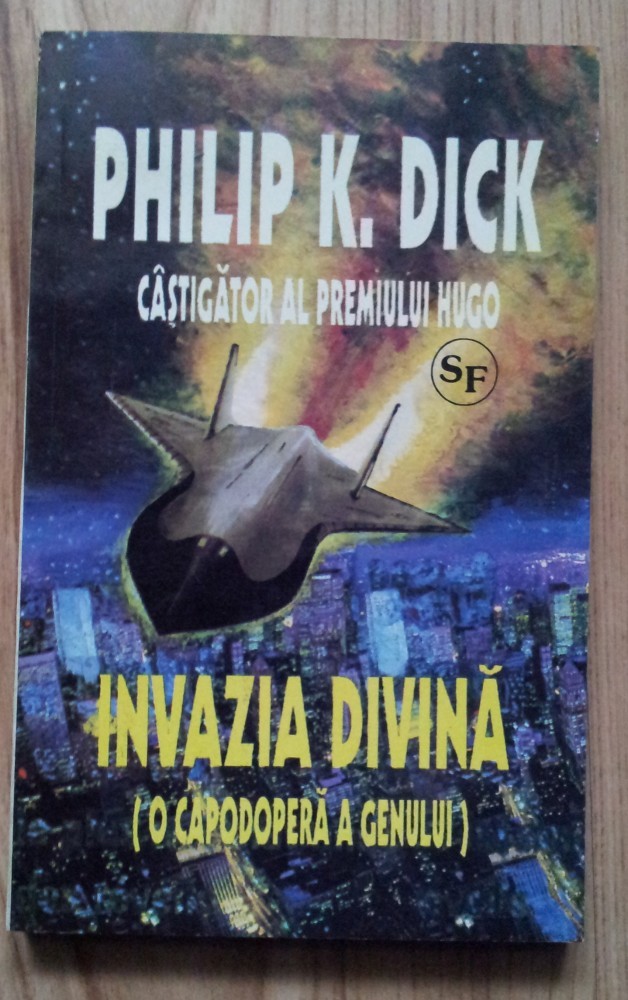 PHILIP K. DICK
CÂȘTIGĂTOR AL PREMIULUI HUGO
SF
INVAZIA DIVINĂ
(O CAPODOPERĂ A GENULUI)